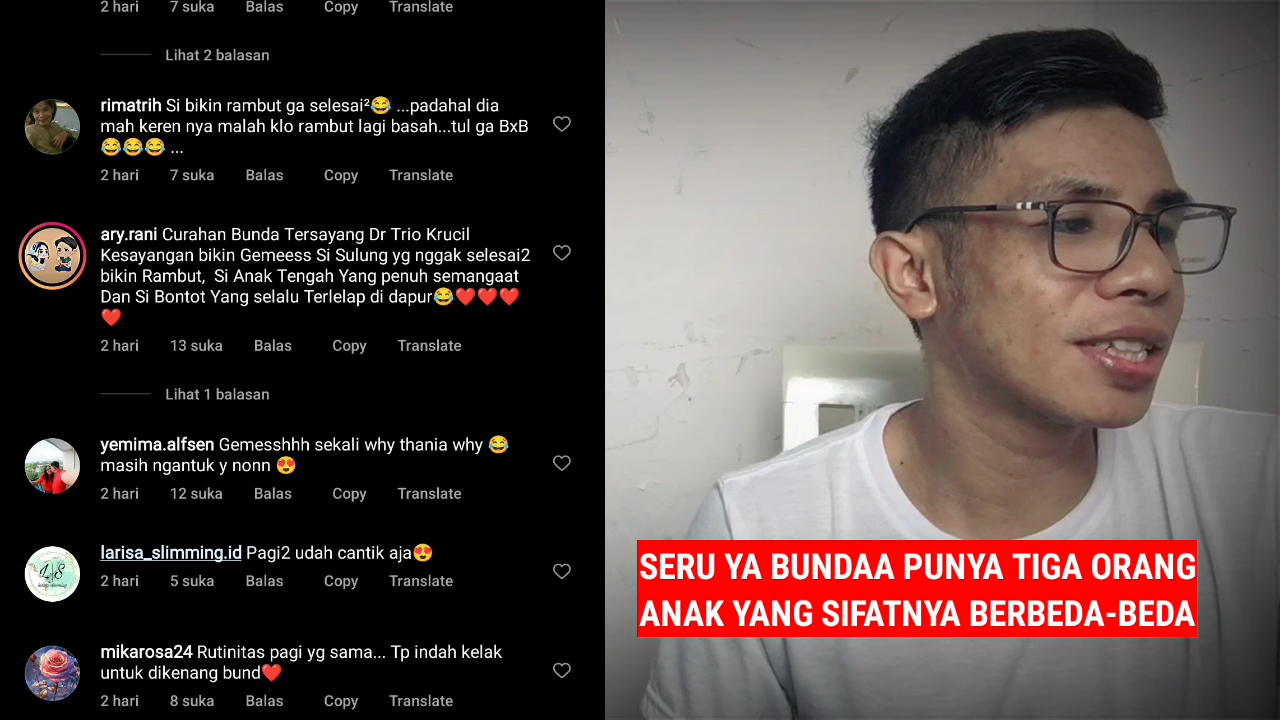 2 hari 7 suka Balas Copy Translate
Lihat 2 balasan
rimatrih Si bikin rambut ga selesai²😂 ...padahal dia
mah keren nya malah klo rambut lagi basah...tul ga BxB
😂😂😂 ...
2 hari 7 suka Balas Copy Translate
ary.rani Curahan Bunda Tersayang Dr Trio Krucil
Kesayangan bikin Gemeess Si Sulung yg nggak selesai2
bikin Rambut, Si Anak Tengah Yang penuh semangaat
Dan Si Bontot Yang selalu Terlelap di dapur😂❤️❤️❤️
❤️
2 hari 13 suka Balas Copy Translate
Lihat 1 balasan
yemima.alfsen Gemesshhh sekali why thania why 😂
masih ngantuk y nonn 😍
2 hari 12 suka Balas Copy Translate
larisa_slimming.id Pagi2 udah cantik aja😍
2 hari 5 suka Balas Copy Translate
mikarosa24 Rutinitas pagi yg sama... Tp indah kelak
untuk dikenang bund❤️
2 hari 8 suka Balas Copy Translate
SERU YA BUNDAA PUNYA TIGA ORANG
ANAK YANG SIFATNYA BERBEDA-BEDA